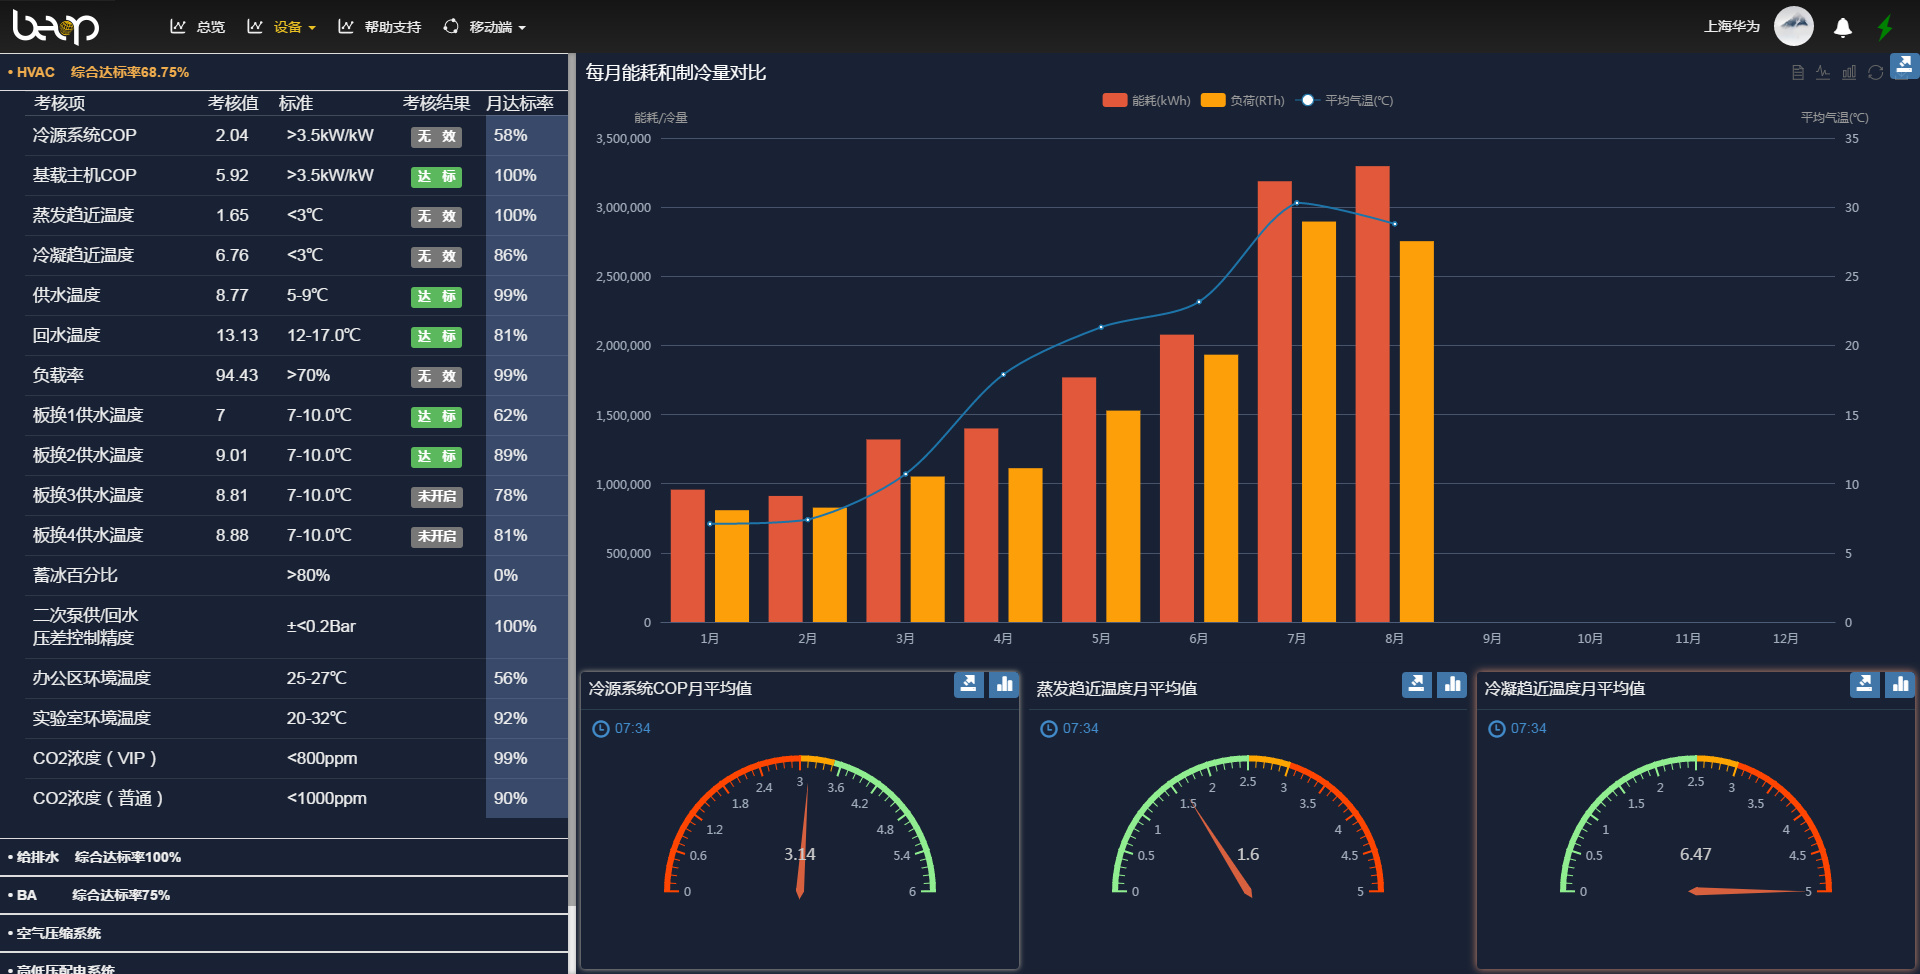 beop
总览
设备
帮助支持
移动端
上海华为
• HVAC 综合达标率68.75%
考核项 考核值 标准 考核结果 月达标率
冷源系统COP 2.04 >3.5kW/kW 无 效 58%
基载主机COP 5.92 >3.5kW/kW 达 标 100%
蒸发趋近温度 1.65 <3℃ 无 效 100%
冷凝趋近温度 6.76 <3℃ 无 效 86%
供水温度 8.77 5-9℃ 达 标 99%
回水温度 13.13 12-17.0℃ 达 标 81%
负载率 94.43 >70% 无 效 99%
板换1供水温度 7 7-10.0℃ 达 标 62%
板换2供水温度 9.01 7-10.0℃ 达 标 89%
板换3供水温度 8.81 7-10.0℃ 未开启 78%
板换4供水温度 8.88 7-10.0℃ 未开启 81%
蓄冰百分比 >80% 0%
二次泵供/回水
压差控制精度 ±<0.2Bar 100%
办公区环境温度 25-27℃ 56%
实验室环境温度 20-32℃ 92%
CO2浓度（VIP） <800ppm 99%
CO2浓度（普通） <1000ppm 90%
• 给排水 综合达标率100%
• BA 综合达标率75%
• 空气压缩系统
• 高低压配电系统
每月能耗和制冷量对比
能耗(kWh) 负荷(RTh) 平均气温(℃)
能耗/冷量 平均气温(℃)
3,500,000 35
3,000,000 30
2,500,000 25
2,000,000 20
1,500,000 15
1,000,000 10
500,000 5
0 0
1月 2月 3月 4月 5月 6月 7月 8月 9月 10月 11月 12月
冷源系统COP月平均值
07:34
0 0.6 1.2 1.8 2.4 3 3.6 4.2 4.8 5.4 6
3.14
蒸发趋近温度月平均值
07:34
0 0.5 1 1.5 2 2.5 3 3.5 4 4.5 5
1.6
冷凝趋近温度月平均值
07:34
0 0.5 1 1.5 2 2.5 3 3.5 4 4.5 5
6.47